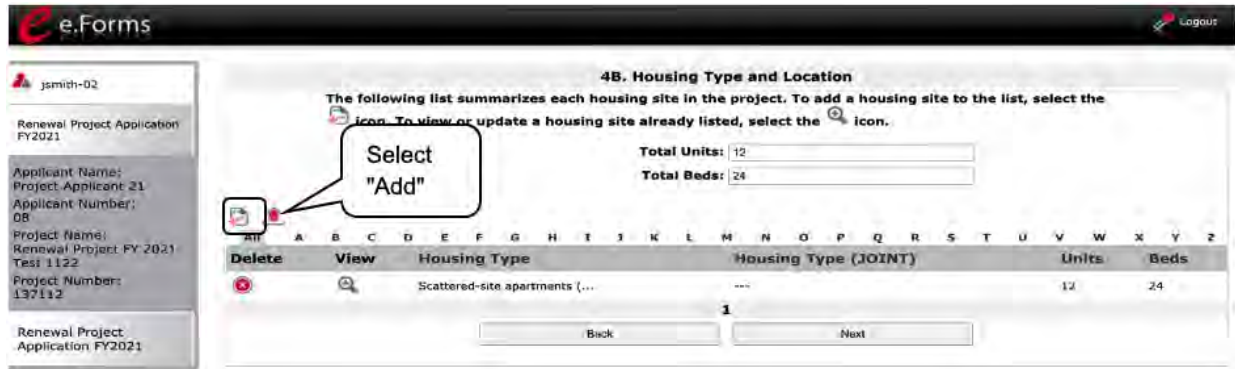 e e.Forms
Logout
jsmith-02
Renewal Project Application
FY2021
Applicant Name:
Project Applicant 21
Applicant Number:
08
Project Name:
Renewal Project FY 2021
Test 1122
Project Number:
137112
Renewal Project
Application FY2021
4B. Housing Type and Location
The following list summarizes each housing site in the project. To add a housing site to the list, select the
icon. To view or update a housing site already listed, select the icon.
Select
"Add"
Total Units: 12
Total Beds: 24
All A B C D E F G H I J K L M N O P Q R S T U V W X Y Z
Delete View Housing Type Housing Type (JOINT) Units Beds
Scattered-site apartments (... --- 12 24
1
Back Next